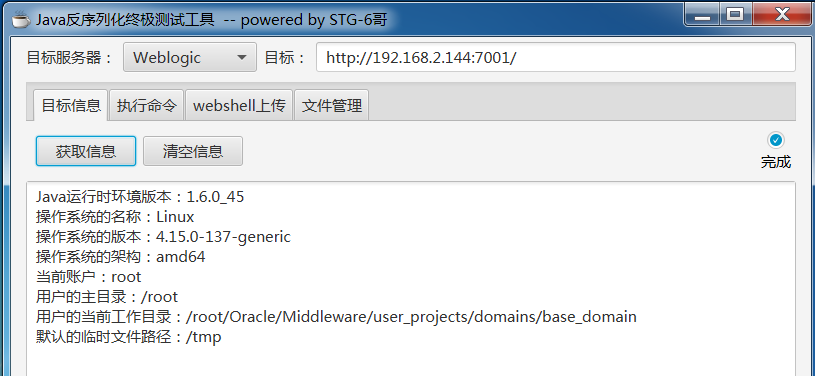 Java反序列化终极测试工具 -- powered by STG-6哥
目标服务器： Weblogic 目标： http://192.168.2.144:7001/
目标信息 执行命令 webshell上传 文件管理
获取信息 清空信息
完成
Java运行时环境版本：1.6.0_45
操作系统的名称：Linux
操作系统的版本：4.15.0-137-generic
操作系统的架构：amd64
当前账户：root
用户的主目录：/root
用户的当前工作目录：/root/Oracle/Middleware/user_projects/domains/base_domain
默认的临时文件路径：/tmp